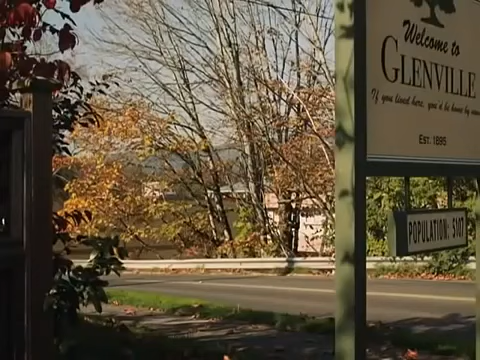 Welcome to
GLENVILLE
"If you lived here, you'd be home by now
EST. 1895
POPULATION: 5107